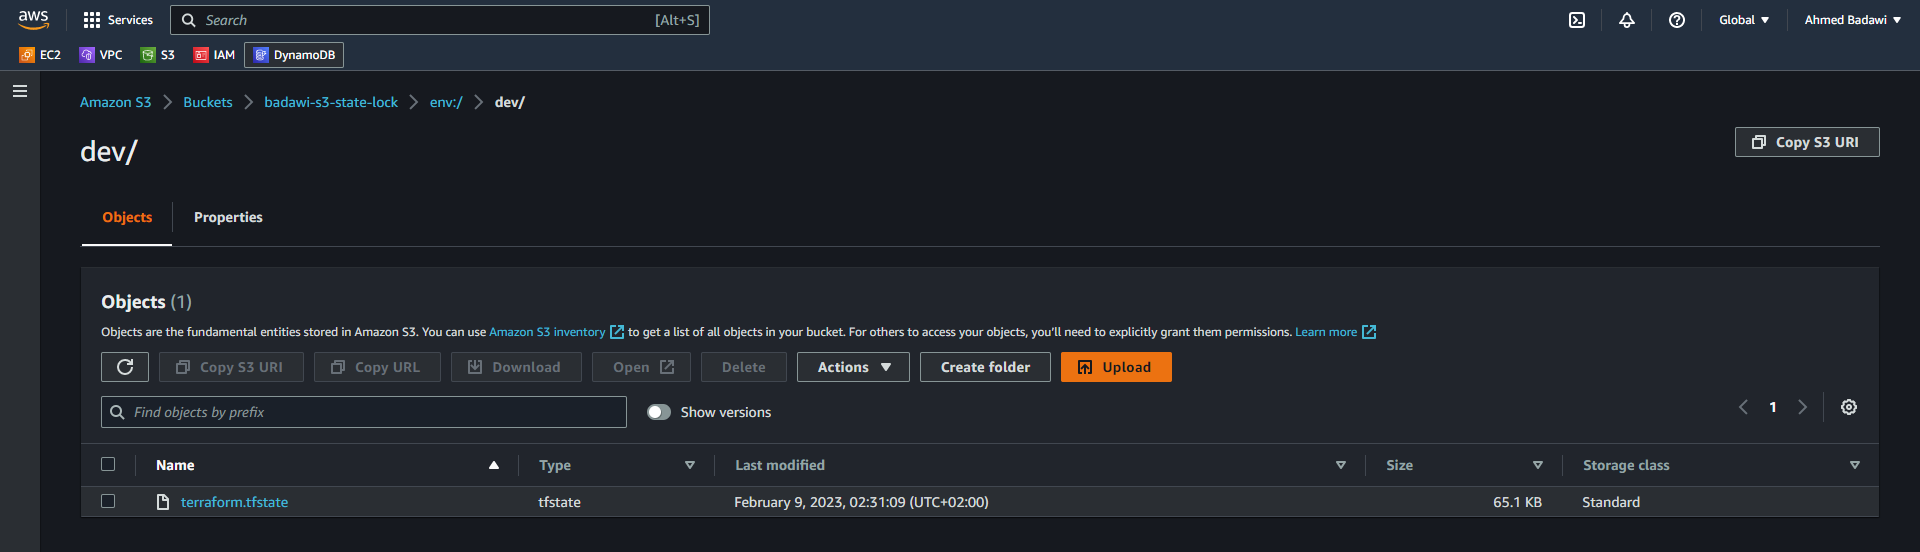 aws Services Search [Alt+S] Global Ahmed Badawi
EC2 VPC S3 IAM DynamoDB
Amazon S3 Buckets badawi-s3-state-lock env:/ dev/
dev/
Copy S3 URI
Objects Properties
Objects (1)
Objects are the fundamental entities stored in Amazon S3. You can use Amazon S3 inventory to get a list of all objects in your bucket. For others to access your objects, you'll need to explicitly grant them permissions. Learn more
Copy S3 URI Copy URL Download Open Delete Actions Create folder Upload
Find objects by prefix Show versions 1
Name Type Last modified Size Storage class
terraform.tfstate tfstate February 9, 2023, 02:31:09 (UTC+02:00) 65.1 KB Standard